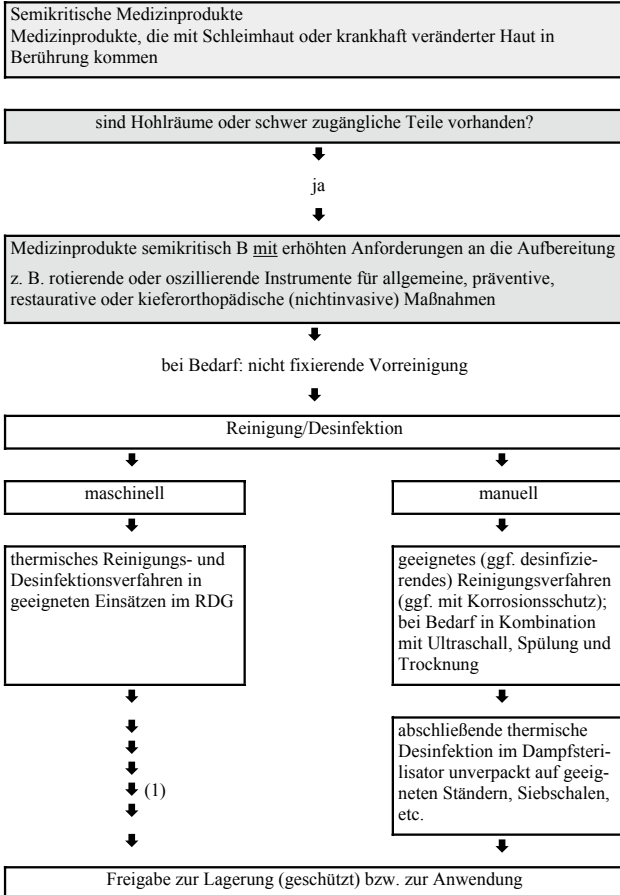 Semikritische Medizinprodukte
Medizinprodukte, die mit Schleimhaut oder krankhaft veränderter Haut in
Berührung kommen
sind Hohlräume oder schwer zugängliche Teile vorhanden?
ja
Medizinprodukte semikritisch B mit erhöhten Anforderungen an die Aufbereitung
z. B. rotierende oder oszillierende Instrumente für allgemeine, präventive,
restaurative oder kieferorthopädische (nichtinvasive) Maßnahmen
bei Bedarf: nicht fixierende Vorreinigung
Reinigung/Desinfektion
maschinell
thermisches Reinigungs- und
Desinfektionsverfahren in
geeigneten Einsätzen im RDG
(1)
manuell
geeignetes (ggf. desinfizie-
rendes) Reinigungsverfahren
(ggf. mit Korrosionsschutz);
bei Bedarf in Kombination
mit Ultraschall, Spülung und
Trocknung
abschließende thermische
Desinfektion im Dampfsteri-
lisator unverpackt auf geeig-
neten Ständern, Siebschalen,
etc.
Freigabe zur Lagerung (geschützt) bzw. zur Anwendung